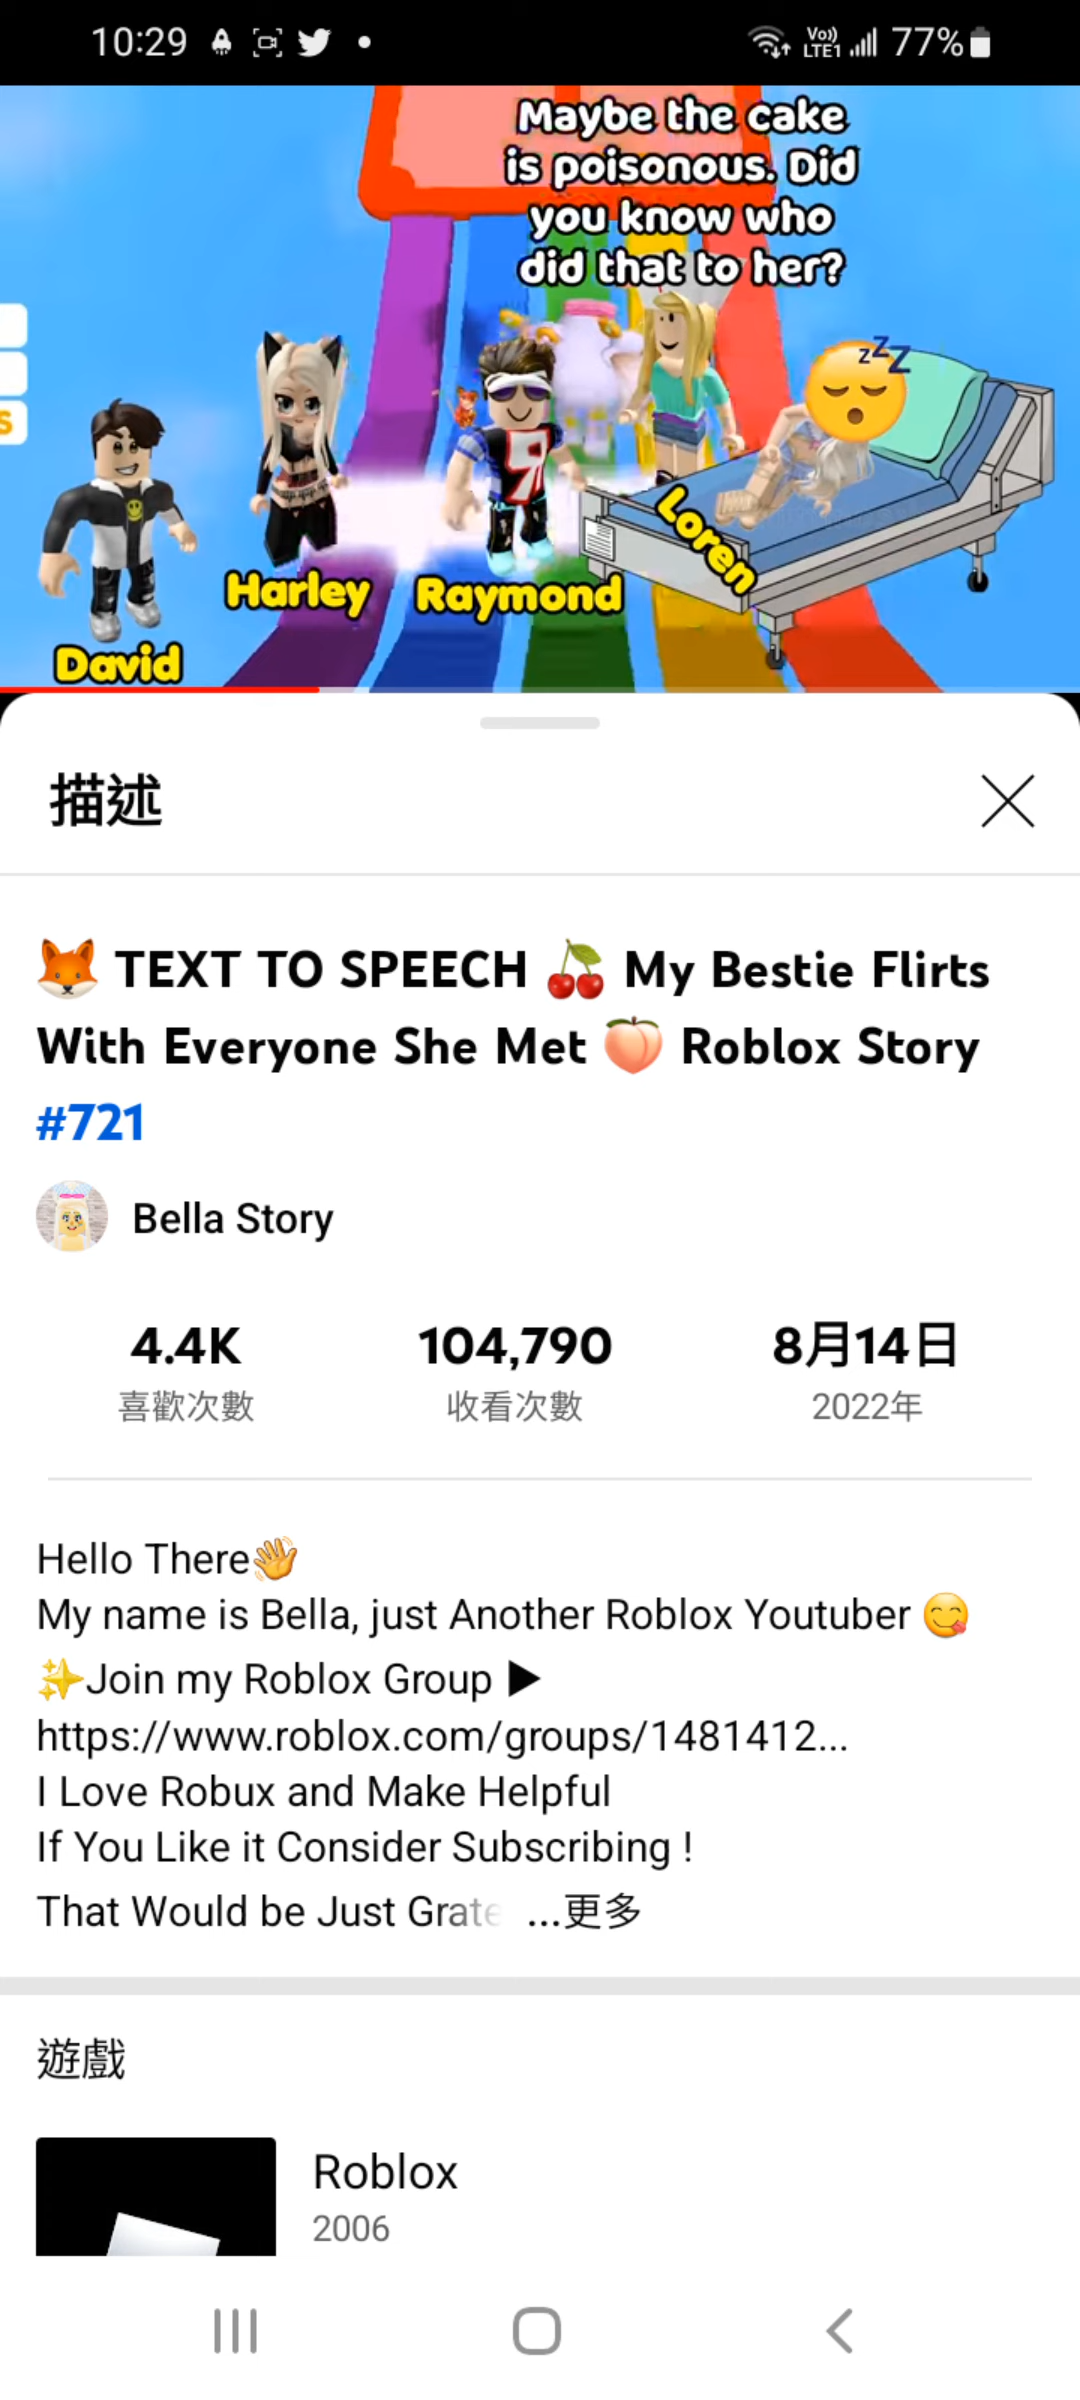 10:29
Vo))
LTE1
77%
Maybe the cake
is poisonous. Did
you know who
did that to her?
zZZ
S
Loren
Harley
Raymond
David
描述
🦊 TEXT TO SPEECH 🍒 My Bestie Flirts
With Everyone She Met 🍑 Roblox Story
#721
Bella Story
4.4K
104,790
8月14日
喜歡次數
收看次數
2022年
Hello There👋
My name is Bella, just Another Roblox Youtuber 😋
✨Join my Roblox Group ▶
https://www.roblox.com/groups/1481412...
I Love Robux and Make Helpful
If You Like it Consider Subscribing !
That Would be Just Grate ...更多
遊戲
Roblox
2006